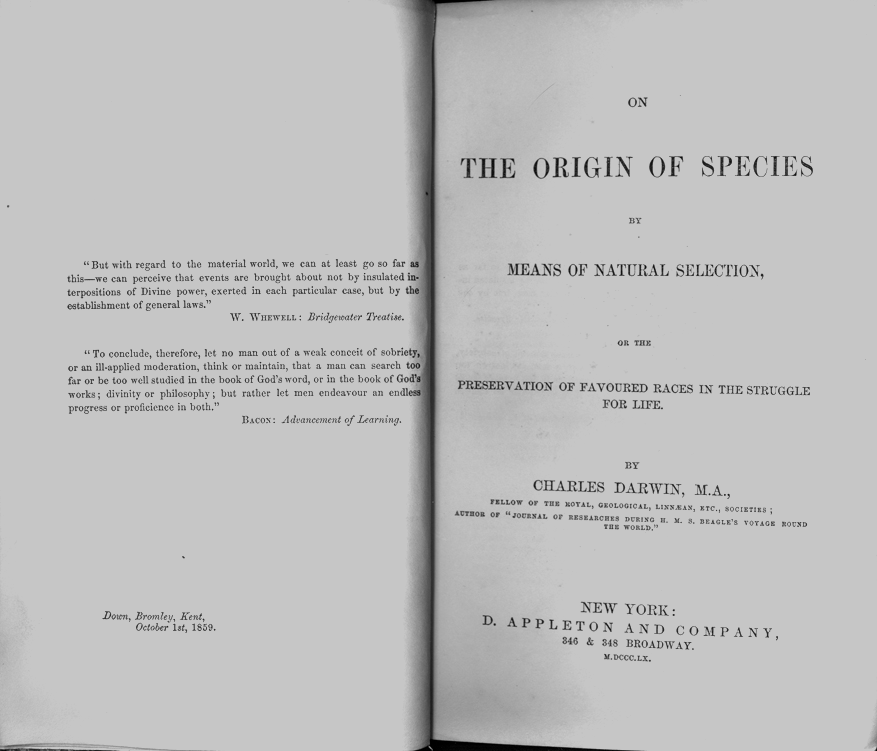 “But with regard to the material world, we can at least go so far as
this—we can perceive that events are brought about not by insulated in-
terpositions of Divine power, exerted in each particular case, but by the
establishment of general laws.”
W. WHEWELL: Bridgewater Treatise.
“To conclude, therefore, let no man out of a weak conceit of sobriety,
or an ill-applied moderation, think or maintain, that a man can search too
far or be too well studied in the book of God's word, or in the book of God's
works; divinity or philosophy; but rather let men endeavour an endless
progress or proficience in both.”
BACON: Advancement of Learning.
Down, Bromley, Kent,
October 1st, 1859.
ON
THE ORIGIN OF SPECIES
BY
MEANS OF NATURAL SELECTION,
OR THE
PRESERVATION OF FAVOURED RACES IN THE STRUGGLE
FOR LIFE.
BY
CHARLES DARWIN, M.A.,
FELLOW OF THE ROYAL, GEOLOGICAL, LINNÆAN, ETC., SOCIETIES;
AUTHOR OF “JOURNAL OF RESEARCHES DURING H. M. S. BEAGLE'S VOYAGE ROUND
THE WORLD.”
NEW YORK:
D. APPLETON AND COMPANY,
346 & 348 BROADWAY.
M.DCCC.LX.